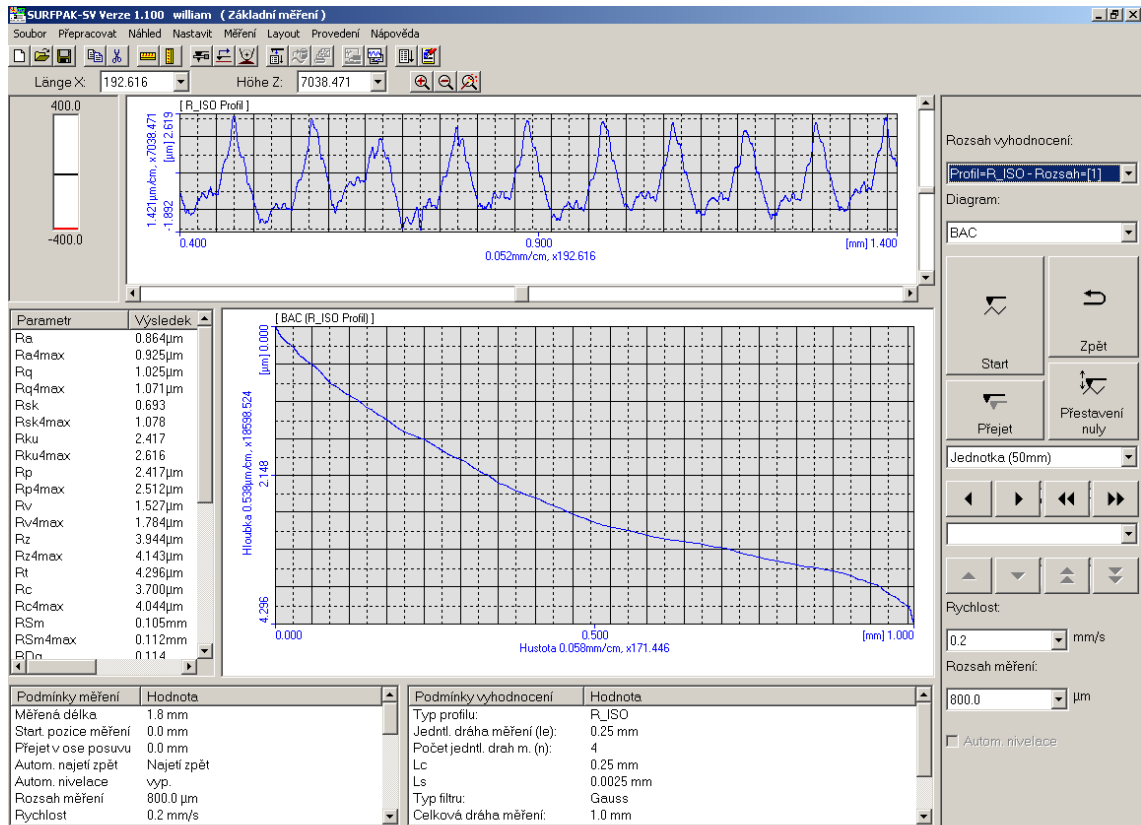 SURFPAK-SV Verze 1.100 william ( Základní měření )
Soubor Přepracovat Náhled Nastavit Měření Layout Provedení Nápověda
Länge X: 192.616 Höhe Z: 7038.471
400.0
-400.0
[ R_ISO Profil ]
1.421µm/cm, x7038.471
-1.892 [µm] 2.619
0.400 0.900 [mm] 1.400
0.052mm/cm, x192.616
Rozsah vyhodnocení:
Profil=R_ISO - Rozsah=[1]
Diagram:
BAC
Start
Zpět
Přejet
Přestavení
nuly
Jednotka (50mm)
Rychlost:
0.2 mm/s
Rozsah měření:
800.0 µm
Autom. nivelace
Parametr Výsledek
Ra 0.864µm
Ra4max 0.925µm
Rq 1.025µm
Rq4max 1.071µm
Rsk 0.693
Rsk4max 1.078
Rku 2.417
Rku4max 2.616
Rp 2.417µm
Rp4max 2.512µm
Rv 1.527µm
Rv4max 1.784µm
Rz 3.944µm
Rz4max 4.143µm
Rt 4.296µm
Rc 3.700µm
Rc4max 4.044µm
RSm 0.105mm
RSm4max 0.112mm
RDq 0.114
[ BAC (R_ISO Profil) ]
Hloubka 0.538µm/cm, x18598.524
4.296 2.148 [µm] 0.000
0.000 0.500 [mm] 1.000
Hustota 0.058mm/cm, x171.446
Podmínky měření Hodnota
Měřená délka 1.8 mm
Start. pozice měření 0.0 mm
Přejet v ose posuvu 0.0 mm
Autom. najetí zpět Najetí zpět
Autom. nivelace vyp.
Rozsah měření 800.0 µm
Rychlost 0.2 mm/s
Podmínky vyhodnocení Hodnota
Typ profilu: R_ISO
Jedntl. dráha měření (le): 0.25 mm
Počet jedntl. drah m. (n) 4
Lc 0.25 mm
Ls 0.0025 mm
Typ filtru: Gauss
Celková dráha měření: 1.0 mm